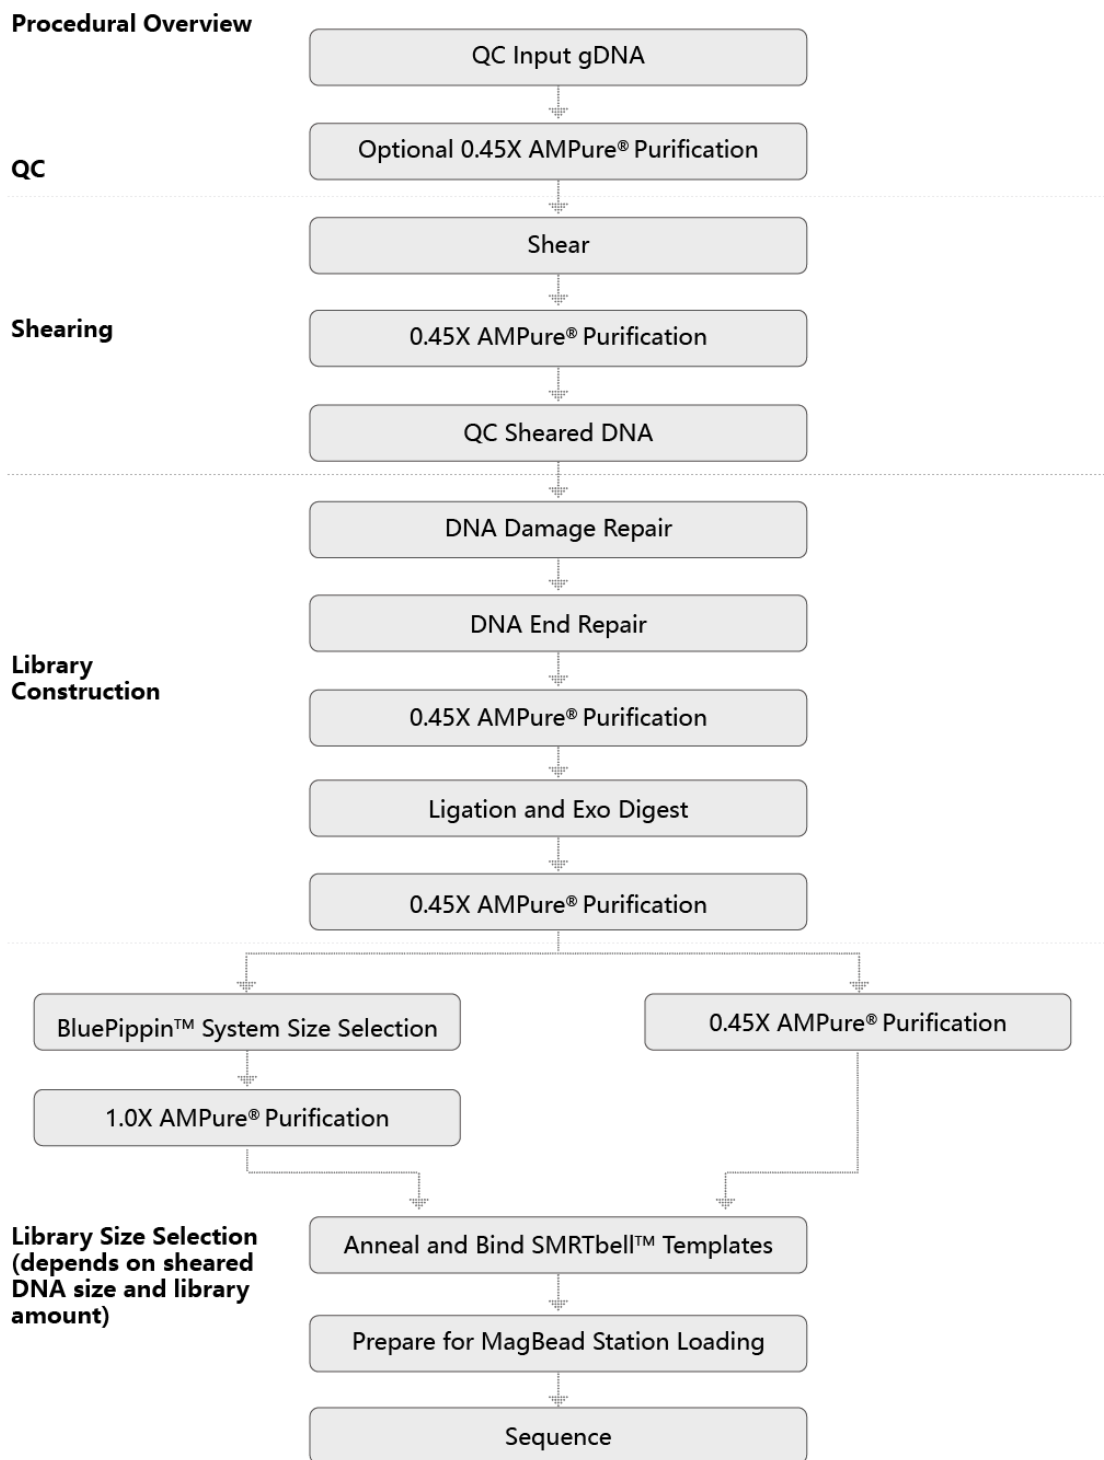 Procedural Overview
QC Input gDNA
Optional 0.45X AMPure® Purification
QC
Shear
Shearing
0.45X AMPure® Purification
QC Sheared DNA
DNA Damage Repair
DNA End Repair
Library
Construction
0.45X AMPure® Purification
Ligation and Exo Digest
0.45X AMPure® Purification
BluePippin™ System Size Selection
0.45X AMPure® Purification
1.0X AMPure® Purification
Library Size Selection
(depends on sheared
DNA size and library
amount)
Anneal and Bind SMRTbell™ Templates
Prepare for MagBead Station Loading
Sequence